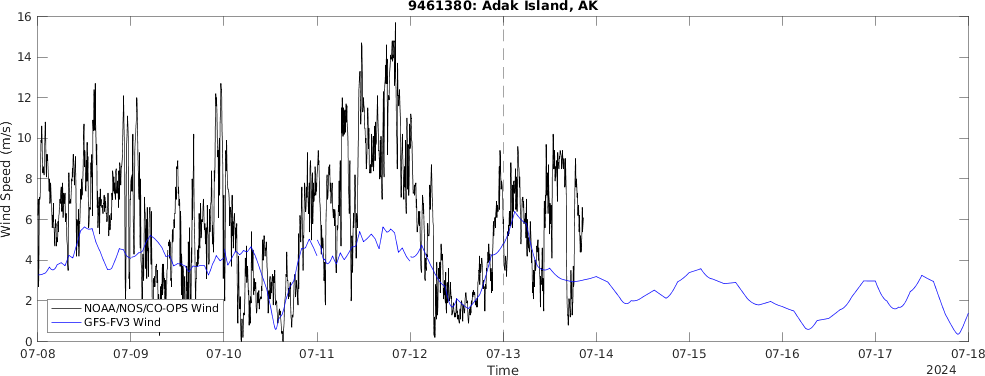 9461380: Adak Island, AK
16
14
12
10
8
6
4
2
0
Wind Speed (m/s)
NOAA/NOS/CO-OPS Wind
GFS-FV3 Wind
07-08 07-09 07-10 07-11 07-12 07-13 07-14 07-15 07-16 07-17 07-18
Time
2024